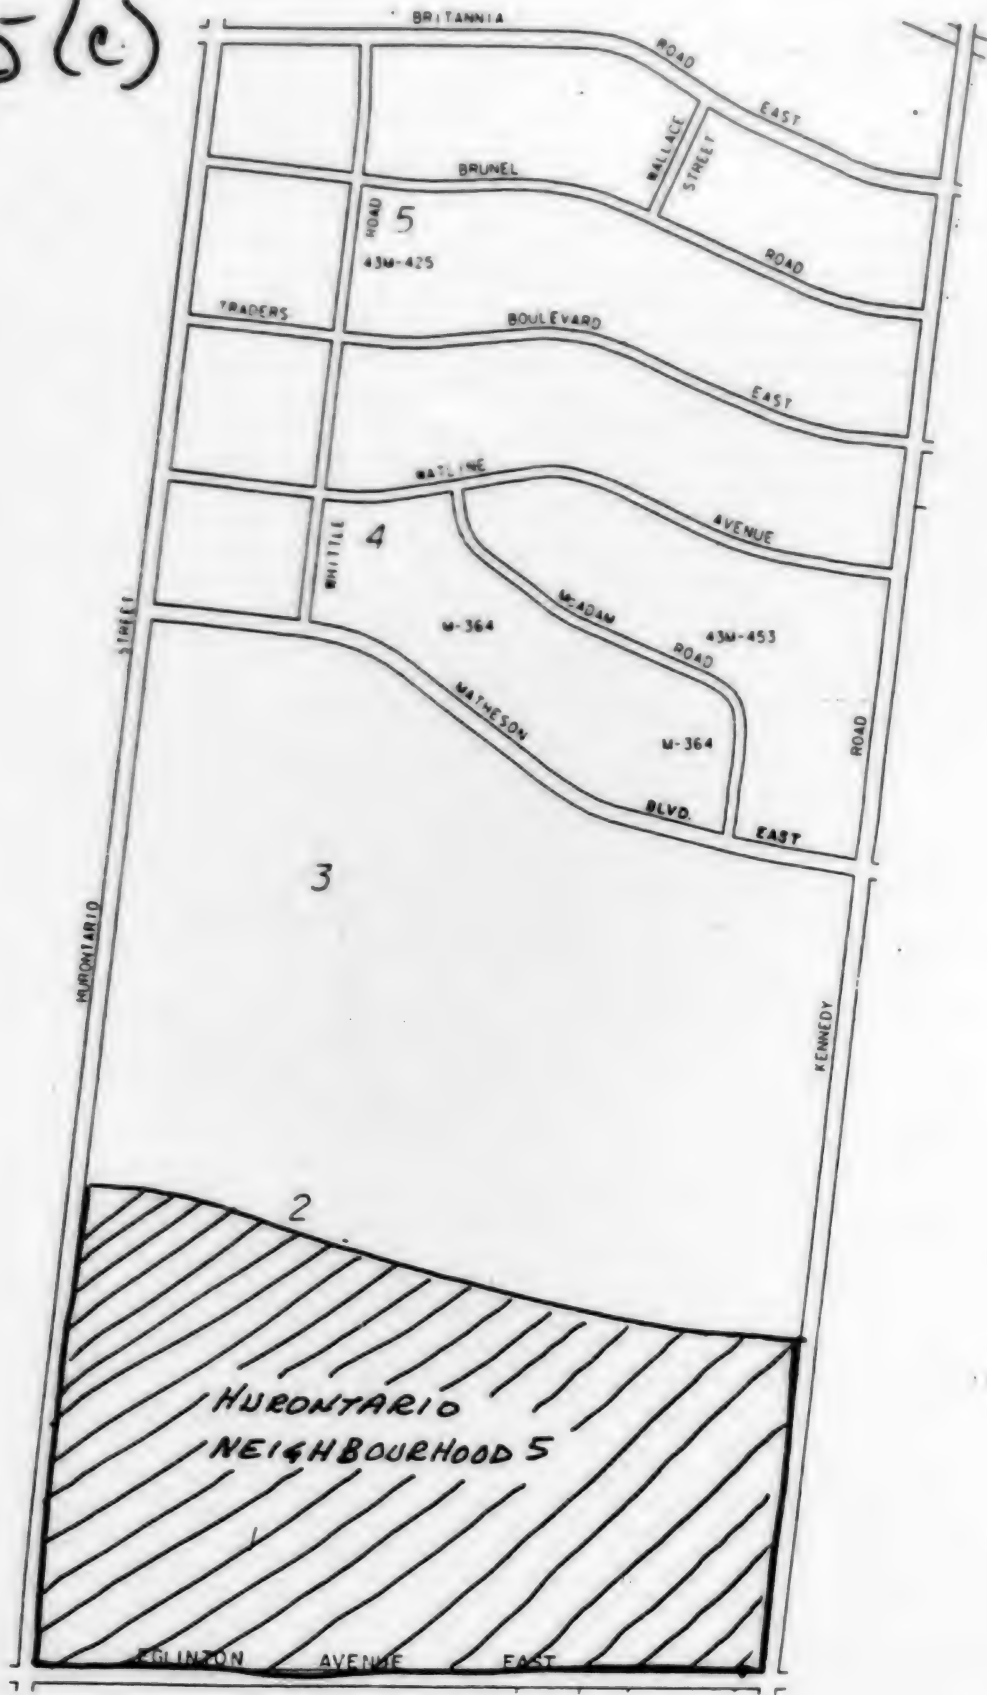 5 (c)
BRITANNIA ROAD EAST
WALLACE STREET
BRUNEL ROAD
ROAD
5
43M-425
TRADERS BOULEVARD EAST
WATLINE AVENUE
4
WHITTLE
STREET
M-364
McADAM ROAD
43M-453
MATHESON BLVD. EAST
M-364
ROAD
3
HURONTARIO
KENNEDY
2
HURONTARIO
NEIGHBOURHOOD 5
1
EGLINTON AVENUE EAST